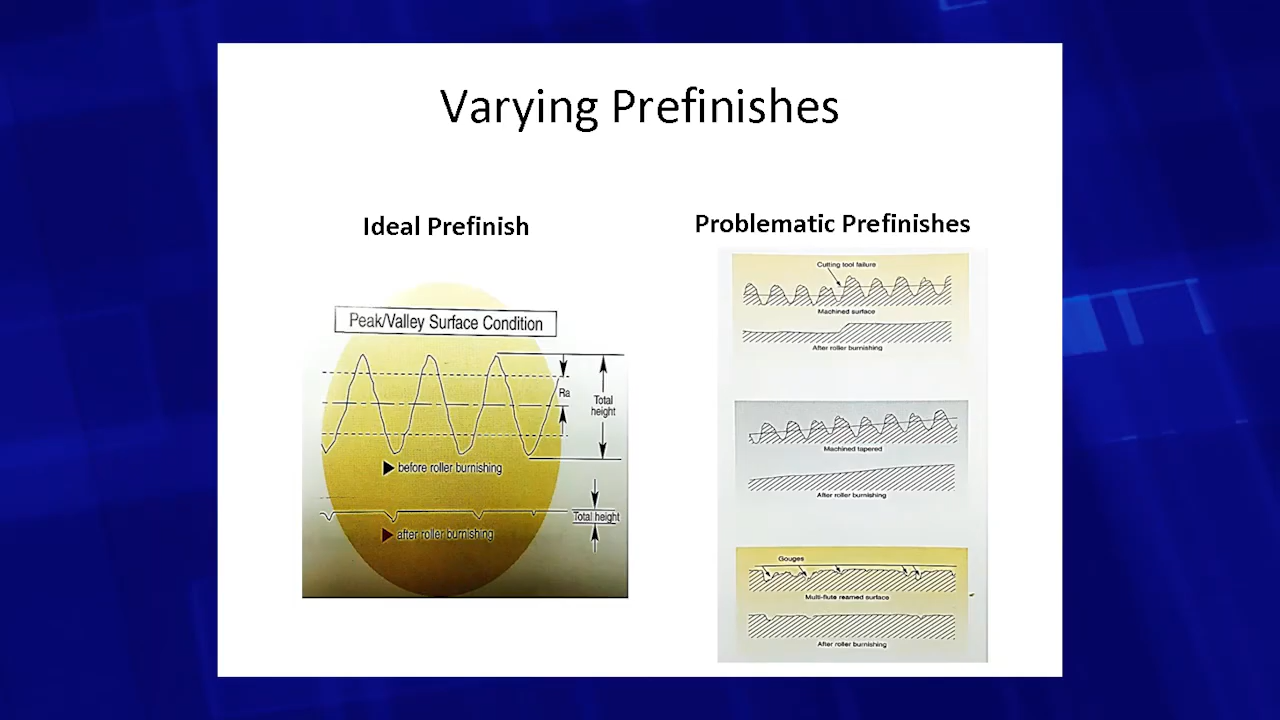 Varying Prefinishes
Ideal Prefinish
Peak/Valley Surface Condition
Ra
Total
height
before roller burnishing
Total height
after roller burnishing
Problematic Prefinishes
Cutting tool failure
Machined surface
After roller burnishing
Machined tapered
After roller burnishing
Gouges
Multi-flute reamed surface
After roller burnishing